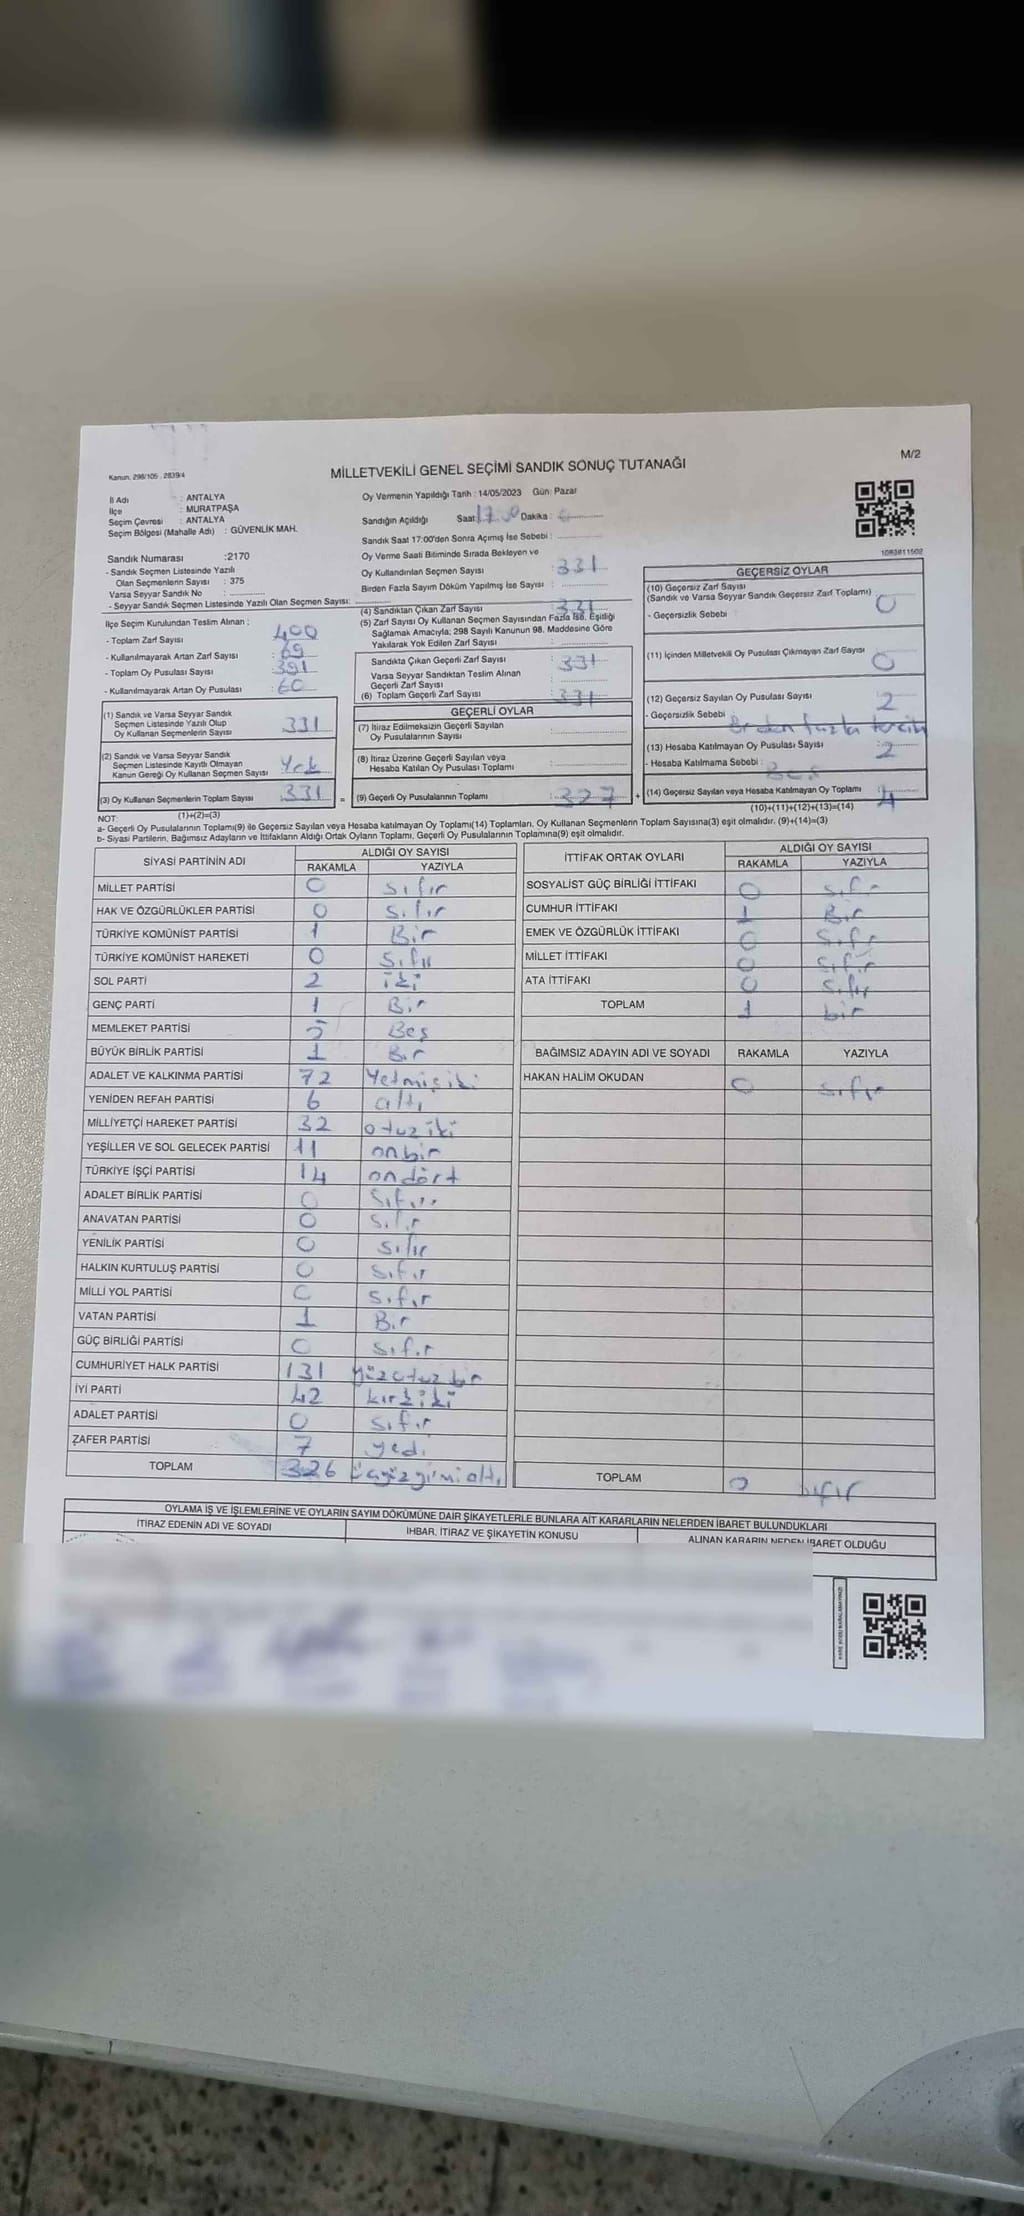 M/2
Kanun. 298/105 . 2839/4
MİLLETVEKİLİ GENEL SEÇİMİ SANDIK SONUÇ TUTANAĞI
İl Adı : ANTALYA
İlçe : MURATPAŞA
Seçim Çevresi : ANTALYA
Seçim Bölgesi (Mahalle Adı) : GÜVENLİK MAH.
Oy Vermenin Yapıldığı Tarih : 14/05/2023 Gün: Pazar
Sandığın Açıldığı Saat 17:00 Dakika :
Sandık Saat 17:00'den Sonra Açımış İse Sebebi :
Sandık Numarası :2170
- Sandık Seçmen Listesinde Yazılı
Olan Seçmenlerin Sayısı : 375
Varsa Seyyar Sandık No :
- Seyyar Sandık Seçmen Listesinde Yazılı Olan Seçmen Sayısı:
Oy Verme Saati Bitiminde Sırada Bekleyen ve
Oy Kullandırılan Seçmen Sayısı : 331
Birden Fazla Sayım Döküm Yapılmış İse Sayısı :
İlçe Seçim Kurulundan Teslim Alınan :
- Toplam Zarf Sayısı : 400
- Kullanılmayarak Artan Zarf Sayısı : 69
- Toplam Oy Pusulası Sayısı : 391
- Kullanılmayarak Artan Oy Pusulası : 60
(4) Sandıktan Çıkan Zarf Sayısı : 331
(5) Zarf Sayısı Oy Kullanan Seçmen Sayısından Fazla İse, Eşitliği
Sağlamak Amacıyla; 298 Sayılı Kanunun 98. Maddesine Göre
Yakılarak Yok Edilen Zarf Sayısı
Sandıkta Çıkan Geçerli Zarf Sayısı : 331
Varsa Seyyar Sandıktan Teslim Alınan
Geçerli Zarf Sayısı
(6) Toplam Geçerli Zarf Sayısı : 331
1083811502
GEÇERSİZ OYLAR
(10) Geçersiz Zarf Sayısı
(Sandık ve Varsa Seyyar Sandık Geçersiz Zarf Toplamı) 0
- Geçersizlik Sebebi :
(11) İçinden Milletvekili Oy Pusulası Çıkmayan Zarf Sayısı 0
(12) Geçersiz Sayılan Oy Pusulası Sayısı 2
- Geçersizlik Sebebi Birden fazla tercih
(13) Hesaba Katılmayan Oy Pusulası Sayısı : 2
- Hesaba Katılmama Sebebi : Boş
(14) Geçersiz Sayılan veya Hesaba Katılmayan Oy Toplamı 4
(10)+(11)+(12)+(13)=(14)
(1) Sandık ve Varsa Seyyar Sandık
Seçmen Listesinde Yazılı Olup
Oy Kullanan Seçmenlerin Sayısı : 331
(2) Sandık ve Varsa Seyyar Sandık
Seçmen Listesinde Kayıtlı Olmayan
Kanun Gereği Oy Kullanan Seçmen Sayısı Yok
(3) Oy Kullanan Seçmenlerin Toplam Sayısı : 331 =
(1)+(2)=(3)
GEÇERLİ OYLAR
(7) İtiraz Edilmeksizin Geçerli Sayılan
Oy Pusulalarının Sayısı
(8) İtiraz Üzerine Geçerli Sayılan veya
Hesaba Katılan Oy Pusulası Toplamı
(9) Geçerli Oy Pusulalarının Toplamı : 327 +
NOT:
a- Geçerli Oy Pusulalarının Toplamı(9) ile Geçersiz Sayılan veya Hesaba katılmayan Oy Toplamı(14) Toplamları, Oy Kullanan Seçmenlerin Toplam Sayısına(3) eşit olmalıdır. (9)+(14)=(3)
b- Siyasi Partilerin, Bağımsız Adayların ve İttifakların Aldığı Ortak Oyların Toplamı, Geçerli Oy Pusulalarının Toplamına(9) eşit olmalıdır.
SİYASİ PARTİNİN ADI ALDIĞI OY SAYISI
RAKAMLA YAZIYLA
MİLLET PARTİSİ 0 sıfır
HAK VE ÖZGÜRLÜKLER PARTİSİ 0 sıfır
TÜRKİYE KOMÜNİST PARTİSİ 1 Bir
TÜRKİYE KOMÜNİST HAREKETİ 0 sıfır
SOL PARTİ 2 iki
GENÇ PARTİ 1 Bir
MEMLEKET PARTİSİ 5 Beş
BÜYÜK BİRLİK PARTİSİ 1 Bir
ADALET VE KALKINMA PARTİSİ 72 Yetmişiki
YENİDEN REFAH PARTİSİ 6 altı
MİLLİYETÇİ HAREKET PARTİSİ 32 otuziki
YEŞİLLER VE SOL GELECEK PARTİSİ 11 onbir
TÜRKİYE İŞÇİ PARTİSİ 14 ondört
ADALET BİRLİK PARTİSİ 0 sıfır
ANAVATAN PARTİSİ 0 sıfır
YENİLİK PARTİSİ 0 sıfır
HALKIN KURTULUŞ PARTİSİ 0 sıfır
MİLLİ YOL PARTİSİ 0 sıfır
VATAN PARTİSİ 1 Bir
GÜÇ BİRLİĞİ PARTİSİ 0 sıfır
CUMHURİYET HALK PARTİSİ 131 yüzotuzbir
İYİ PARTİ 42 kırkiki
ADALET PARTİSİ 0 sıfır
ZAFER PARTİSİ 7 yedi
TOPLAM 326 üçyüzyirmialtı
İTTİFAK ORTAK OYLARI ALDIĞI OY SAYISI
RAKAMLA YAZIYLA
SOSYALİST GÜÇ BİRLİĞİ İTTİFAKI 0 sıfır
CUMHUR İTTİFAKI 1 Bir
EMEK VE ÖZGÜRLÜK İTTİFAKI 0 sıfır
MİLLET İTTİFAKI 0 sıfır
ATA İTTİFAKI 0 sıfır
TOPLAM 1 bir
BAĞIMSIZ ADAYIN ADI VE SOYADI RAKAMLA YAZIYLA
HAKAN HALİM OKUDAN 0 sıfır
TOPLAM 0 sıfır
OYLAMA İŞ VE İŞLEMLERİNE VE OYLARIN SAYIM DÖKÜMÜNE DAİR ŞİKAYETLERLE BUNLARA AİT KARARLARIN NELERDEN İBARET BULUNDUKLARI
İTİRAZ EDENİN ADI VE SOYADI İHBAR, İTİRAZ VE ŞİKAYETİN KONUSU ALINAN KARARIN NEDEN İBARET OLDUĞU